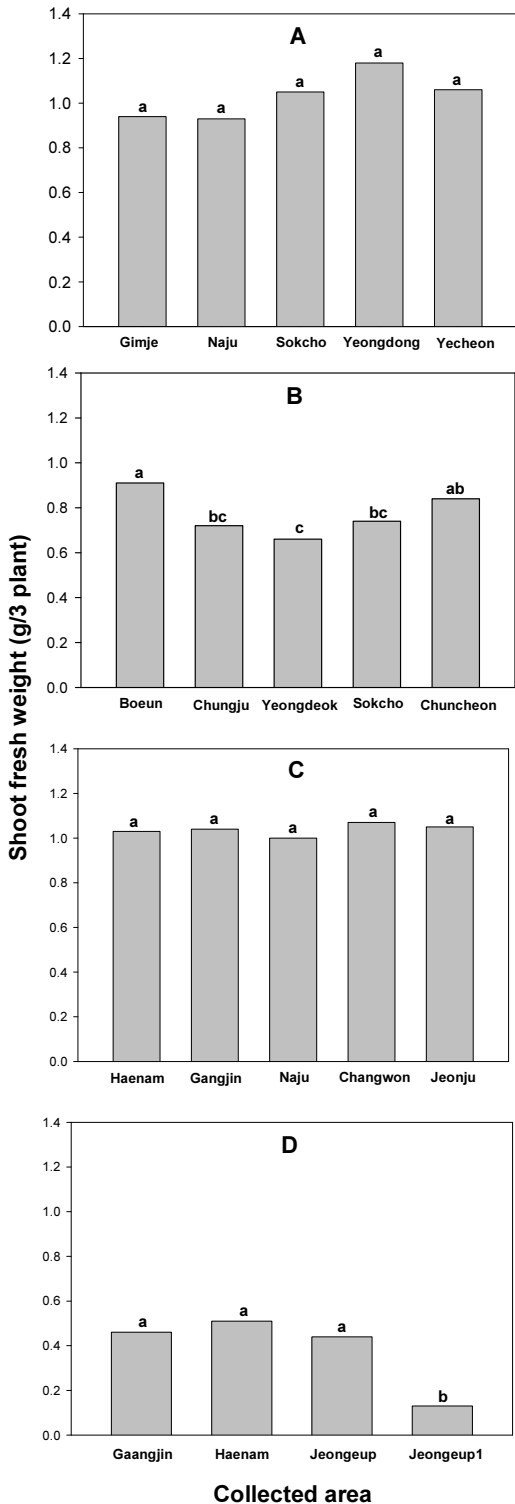 Shoot fresh weight (g/3 plant)
A
1.4
1.2
1.0
0.8
0.6
0.4
0.2
0.0
a a a a a
Gimje Naju Sokcho Yeongdong Yecheon
B
1.4
1.2
1.0
0.8
0.6
0.4
0.2
0.0
a bc c bc ab
Boeun Chungju Yeongdeok Sokcho Chuncheon
C
1.4
1.2
1.0
0.8
0.6
0.4
0.2
0.0
a a a a a
Haenam Gangjin Naju Changwon Jeonju
D
1.4
1.2
1.0
0.8
0.6
0.4
0.2
0.0
a a a b
Gaangjin Haenam Jeongeup Jeongeup1
Collected area